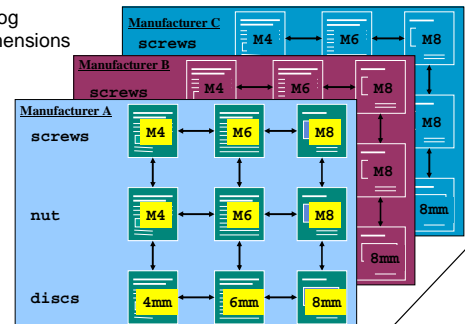 og
mensions
Manufacturer C
screws M4 M6 M8
Manufacturer B
screws M4 M6 M8
M8
Manufacturer A
screws M4 M6 M8
M8
nut M4 M6 M8
8mm
8mm
discs 4mm 6mm 8mm